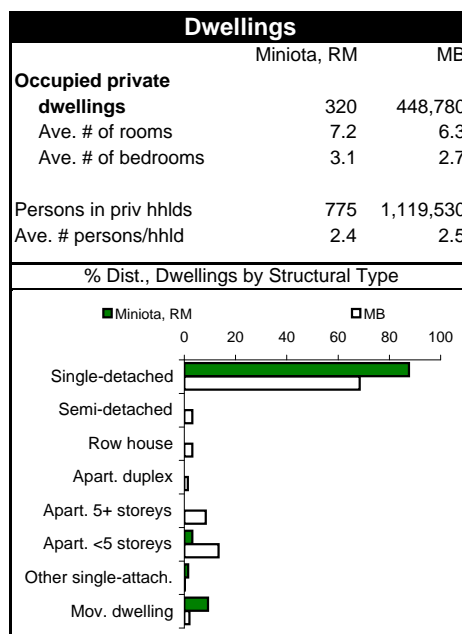 Dwellings
Miniota, RM MB
Occupied private
dwellings 320 448,780
Ave. # of rooms 7.2 6.3
Ave. # of bedrooms 3.1 2.7
Persons in priv hhlds 775 1,119,530
Ave. # persons/hhld 2.4 2.5
% Dist., Dwellings by Structural Type
Miniota, RM MB
0 20 40 60 80 100
Single-detached
Semi-detached
Row house
Apart. duplex
Apart. 5+ storeys
Apart. <5 storeys
Other single-attach.
Mov. dwelling